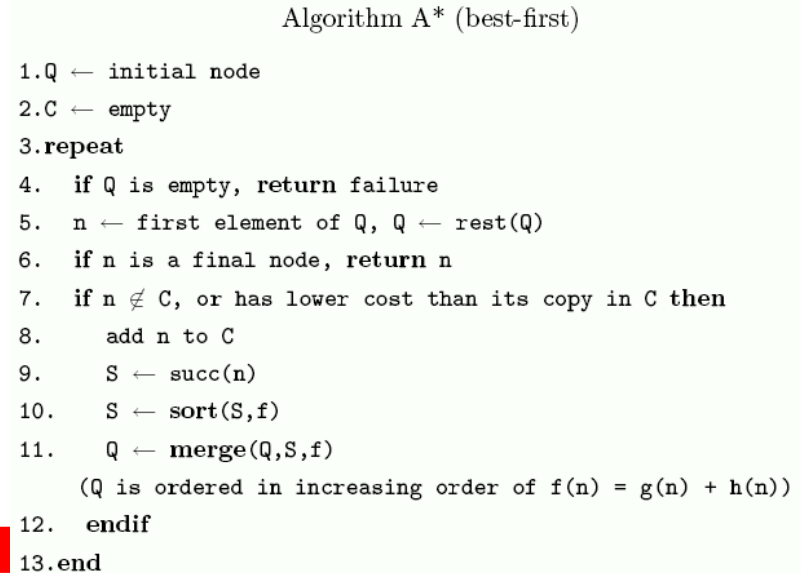 Algorithm A* (best-first)
1.Q ← initial node
2.C ← empty
3.repeat
4. if Q is empty, return failure
5. n ← first element of Q, Q ← rest(Q)
6. if n is a final node, return n
7. if n ∉ C, or has lower cost than its copy in C then
8. add n to C
9. S ← succ(n)
10. S ← sort(S,f)
11. Q ← merge(Q,S,f)
(Q is ordered in increasing order of f(n) = g(n) + h(n))
12. endif
13.end